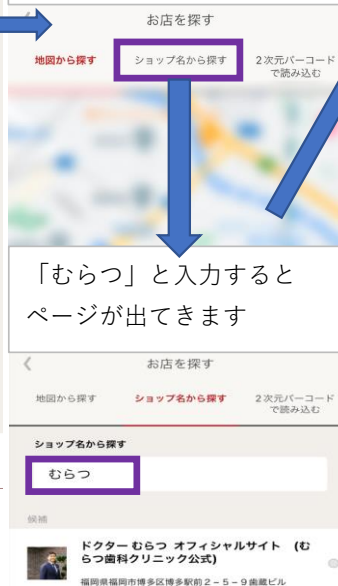 お店を探す
地図から探す ショップ名から探す 2次元バーコード
で読み込む
「むらつ」と入力すると
ページが出てきます
お店を探す
地図から探す ショップ名から探す 2次元バーコード
で読み込む
ショップ名から探す
むらつ
候補
ドクター むらつ オフィシャルサイト (む
らつ歯科クリニック公式)
福岡県福岡市博多区博多駅前2-5-9歯蔵ビル